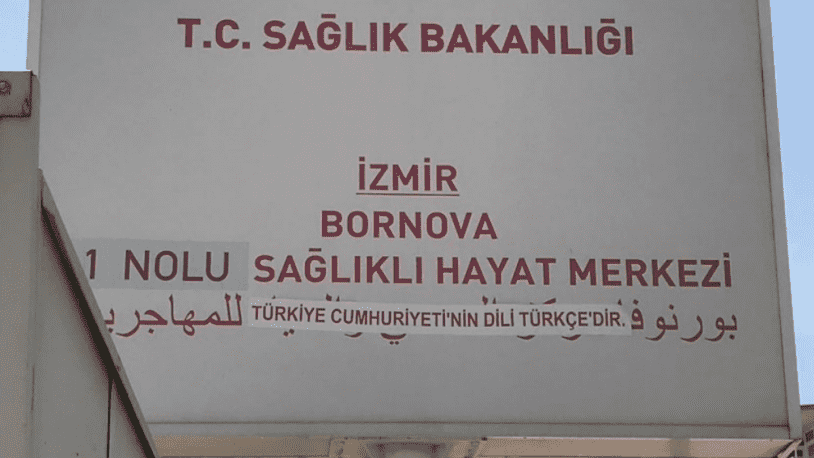 T.C. SAĞLIK BAKANLIĞI
İZMİR
BORNOVA
1 NOLU SAĞLIKLI HAYAT MERKEZİ
بورنوفا للمهاجرين
TÜRKİYE CUMHURİYETİ'NİN DİLİ TÜRKÇE'DİR.